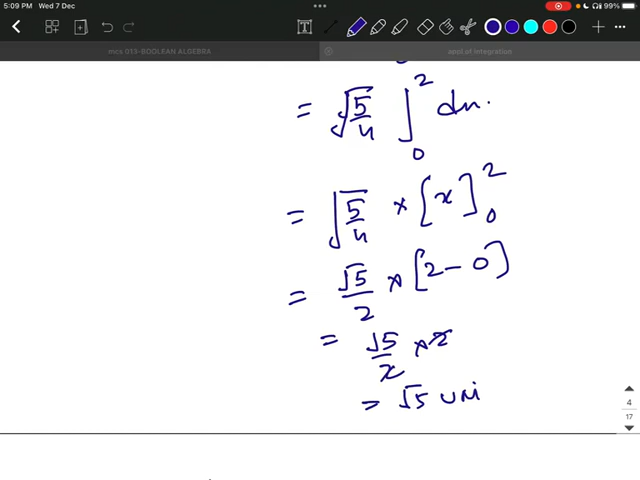 5:09 PM Wed 7 Dec
99%
mcs 013-BOOLEAN ALGEBRA
appl of integration
= √5/4 ∫₀² dx.
= √5/4 × [x]₀²
= √5/2 × [2 - 0]
= √5/2 × 2
= √5 uni
4
17